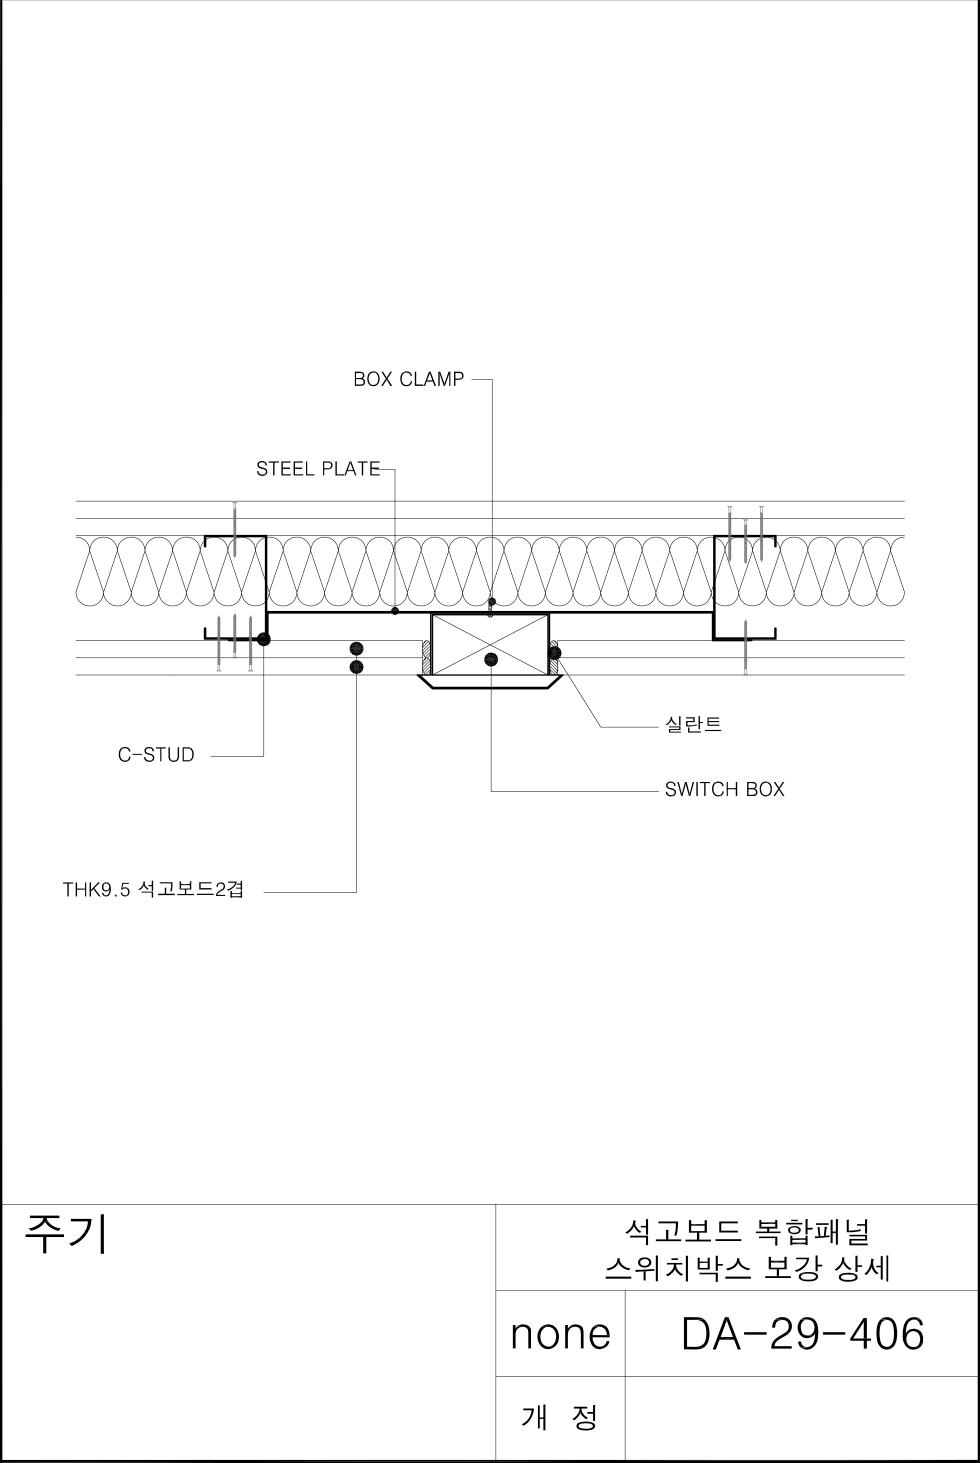 BOX CLAMP
STEEL PLATE
실란트
C-STUD
SWITCH BOX
THK9.5 석고보드2겹
주기
석고보드 복합패널
스위치박스 보강 상세
none
DA-29-406
개 정